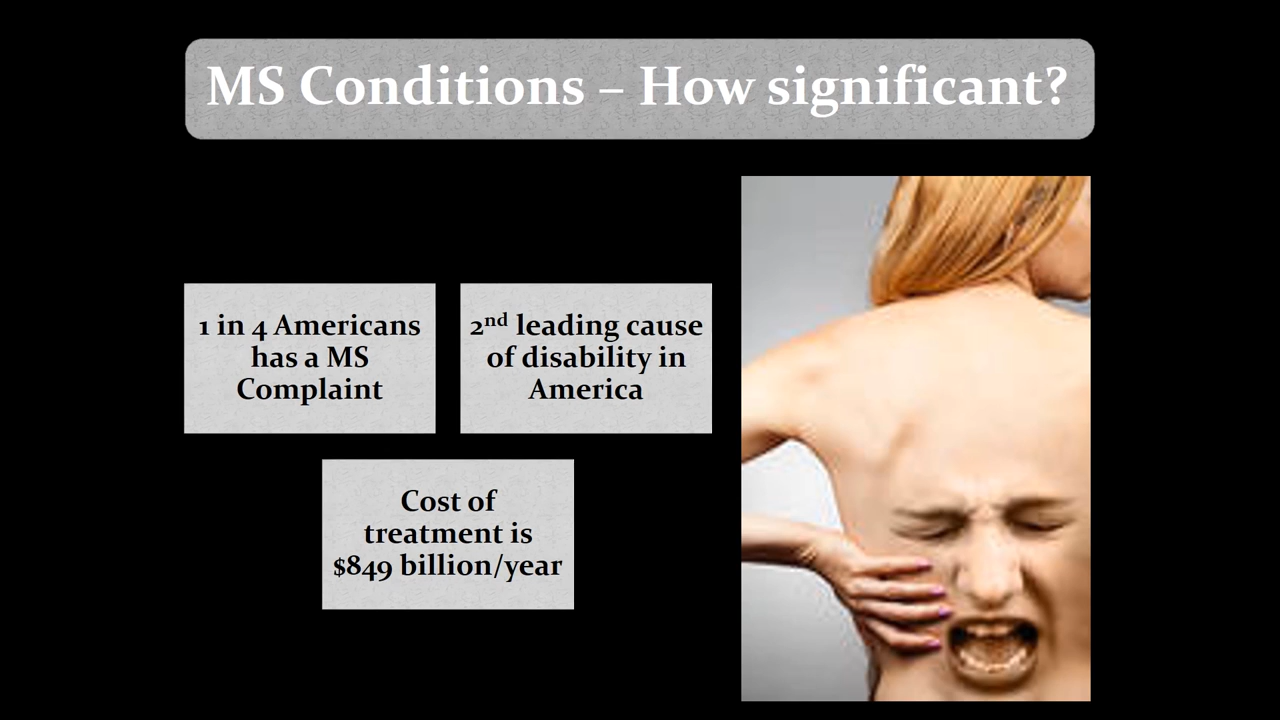 MS Conditions – How significant?
1 in 4 Americans
has a MS
Complaint
2nd leading cause
of disability in
America
Cost of
treatment is
$849 billion/year